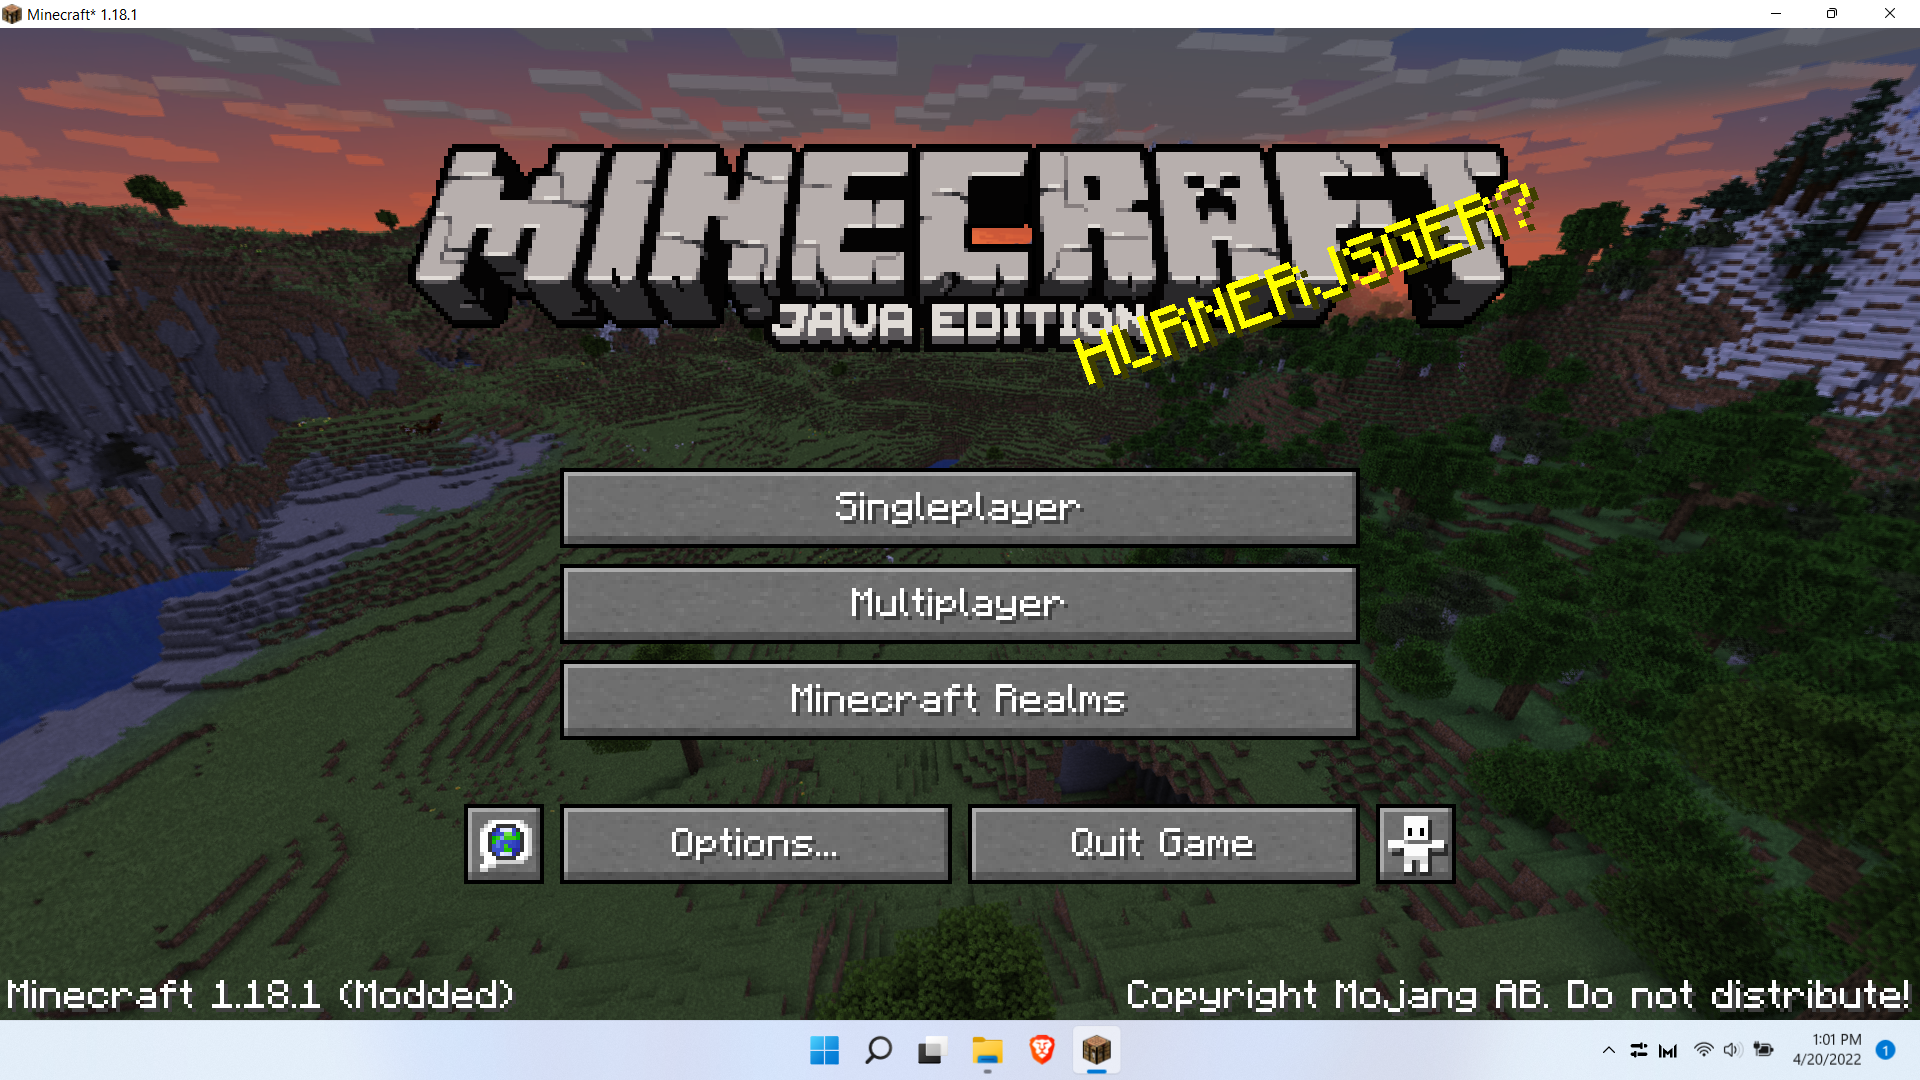 Minecraft* 1.18.1
MINECRAFT
JAVA EDITION
HURNERJSGER?
Singleplayer
Multiplayer
Minecraft Realms
Options...
Quit Game
Minecraft 1.18.1 (Modded)
Copyright Mojang AB. Do not distribute!
1:01 PM
4/20/2022
1